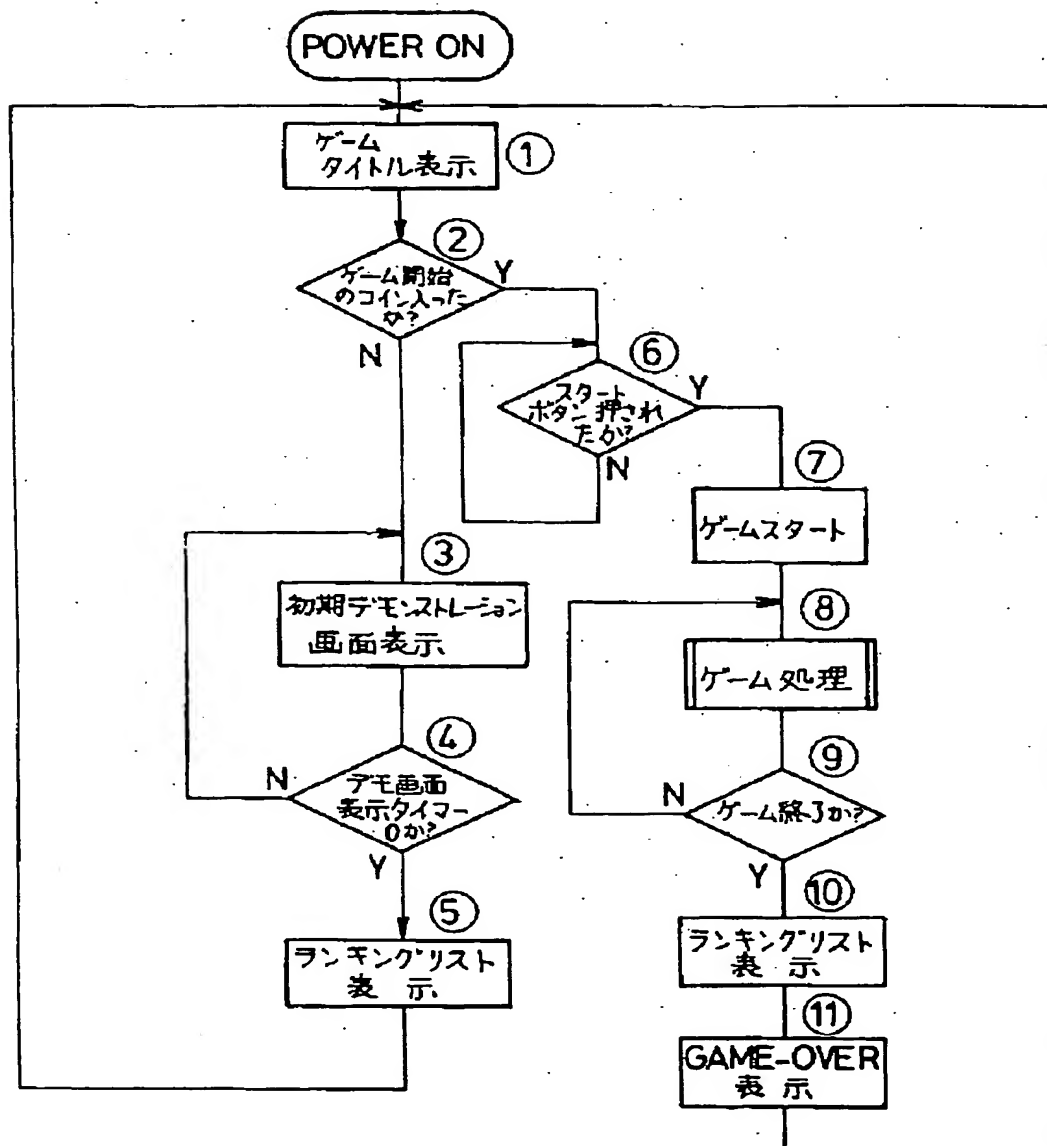 POWER ON
ゲーム
タイトル表示
①
②
ゲーム開始
のコイン入った
か?
Y
N
⑥
スタート
ボタン押され
たか?
Y
N
⑦
ゲームスタート
③
初期デモンストレーション
画面表示
⑧
ゲーム処理
④
デモ画面
表示タイマー
0か?
N
Y
⑨
ゲーム終了か?
N
Y
⑤
ランキングリスト
表示
⑩
ランキングリスト
表示
⑪
GAME-OVER
表示